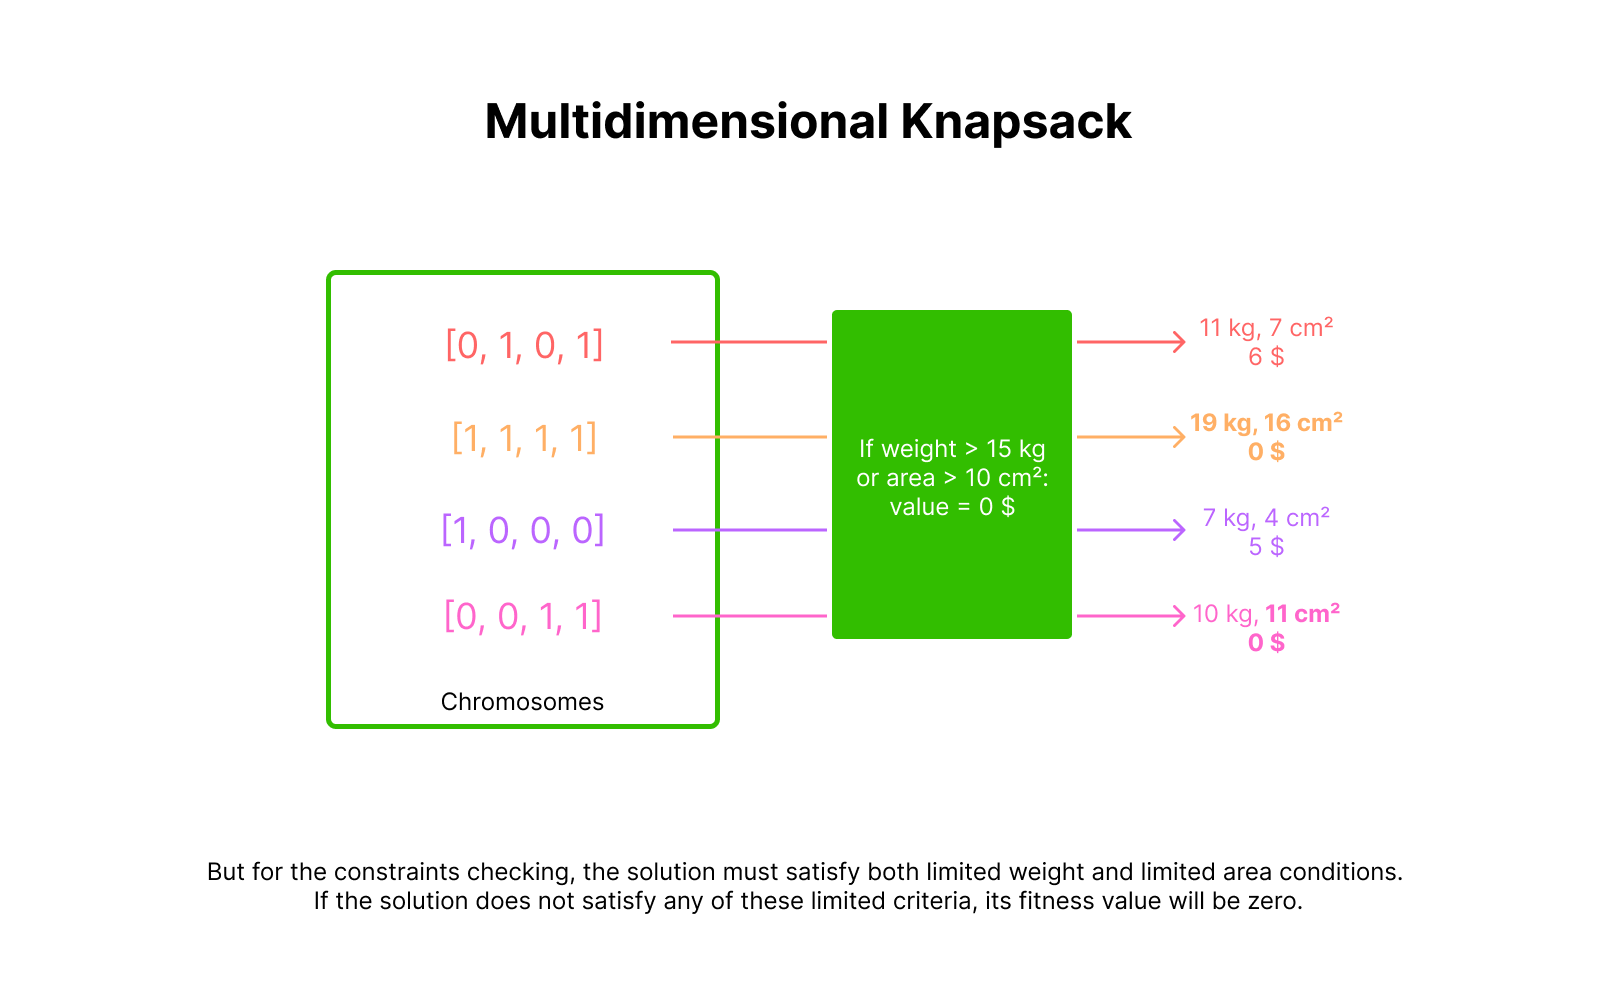 Multidimensional Knapsack
[0, 1, 0, 1]
[1, 1, 1, 1]
[1, 0, 0, 0]
[0, 0, 1, 1]
Chromosomes
If weight > 15 kg
or area > 10 cm²:
value = 0 $
11 kg, 7 cm²
6 $
19 kg, 16 cm²
0 $
7 kg, 4 cm²
5 $
10 kg, 11 cm²
0 $
But for the constraints checking, the solution must satisfy both limited weight and limited area conditions.
If the solution does not satisfy any of these limited criteria, its fitness value will be zero.